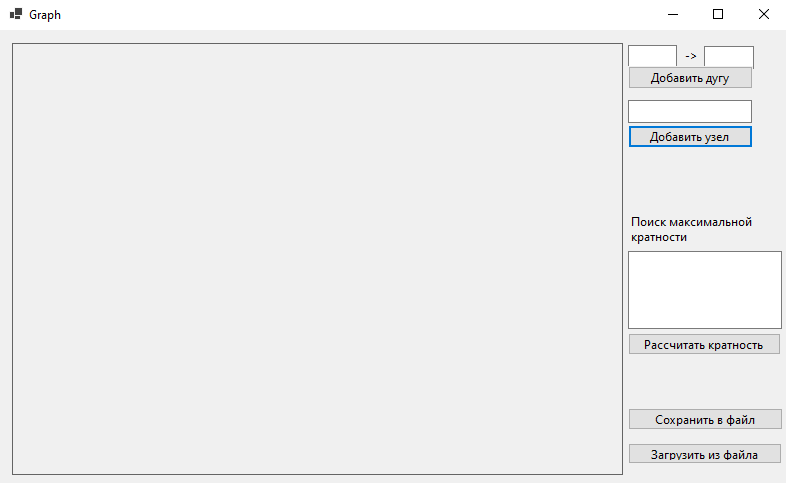 Graph
->
Добавить дугу
Добавить узел
Поиск максимальной
кратности
Рассчитать кратность
Сохранить в файл
Загрузить из файла